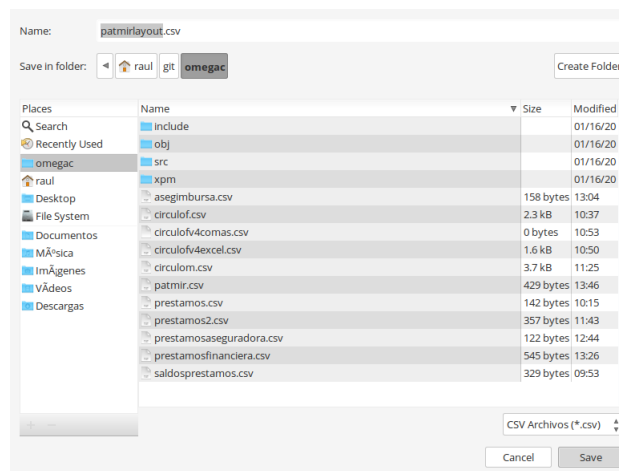 Name: patmirlayout.csv
Save in folder: raul git omegac Create Folder
Places Name Size Modified
Search include 01/16/20
Recently Used obj 01/16/20
omegac src 01/16/20
raul xpm 01/16/20
Desktop asegimbursa.csv 158 bytes 13:04
File System circulof.csv 2.3 kB 10:37
Documentos circulofv4comas.csv 0 bytes 10:53
MÃºsica circulofv4excel.csv 1.6 kB 10:50
ImÃ¡genes circulom.csv 3.7 kB 11:25
VÃdeos patmir.csv 429 bytes 13:46
Descargas prestamos.csv 142 bytes 10:15
prestamos2.csv 357 bytes 11:43
prestamosaseguradora.csv 122 bytes 12:44
prestamosfinanciera.csv 545 bytes 13:26
saldosprestamos.csv 329 bytes 09:53
CSV Archivos (*.csv)
Cancel Save